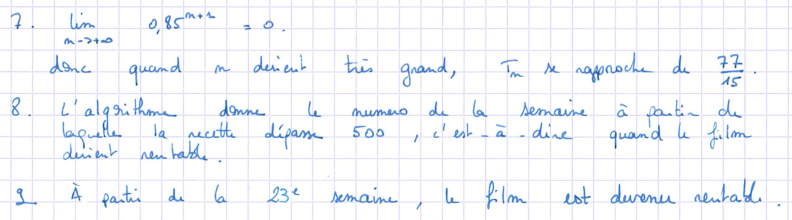 7. lim 0,85^{n+1} = 0.
n->+∞
donc quand n devient très grand, Tn se rapproche de 77/15.
8. L'algorithme donne le numero de la semaine à partir de
laquelle la recette dépasse 500, c'est-à-dire quand le film
devient rentable.
9 À partir de la 23e semaine, le film est devenu rentable.